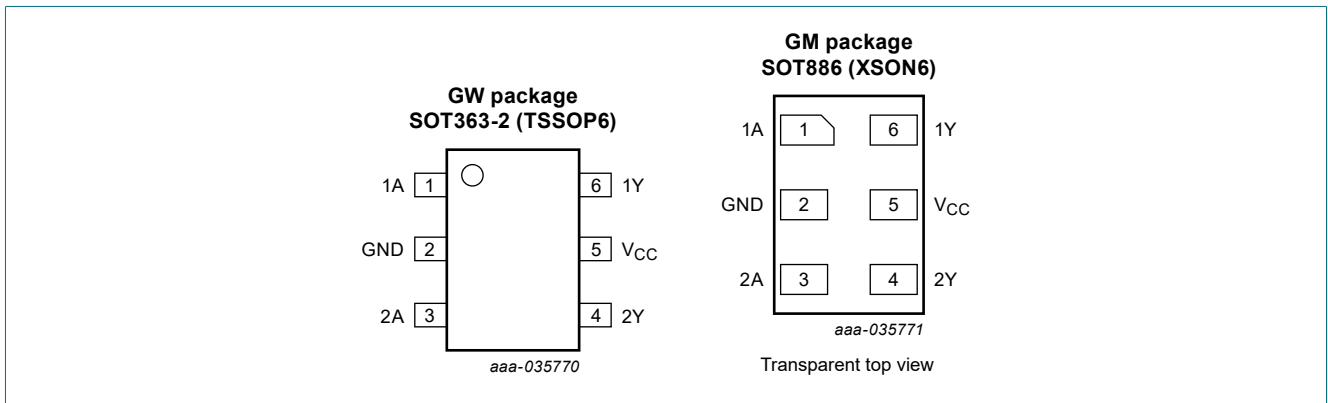 GW package
SOT363-2 (TSSOP6)
1A 1 6 1Y
GND 2 5 VCC
2A 3 4 2Y
aaa-035770
GM package
SOT886 (XSON6)
1A 1 6 1Y
GND 2 5 VCC
2A 3 4 2Y
aaa-035771
Transparent top view